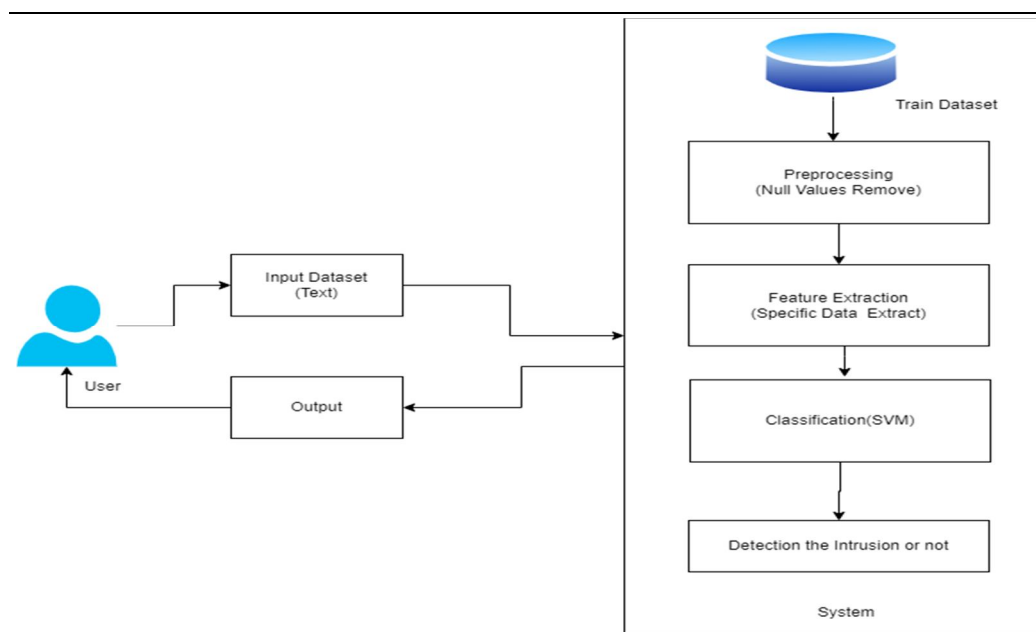 Train Dataset
Preprocessing
(Null Values Remove)
Input Dataset
(Text)
Feature Extraction
(Specific Data Extract)
User
Output
Classification(SVM)
Detection the Intrusion or not
System